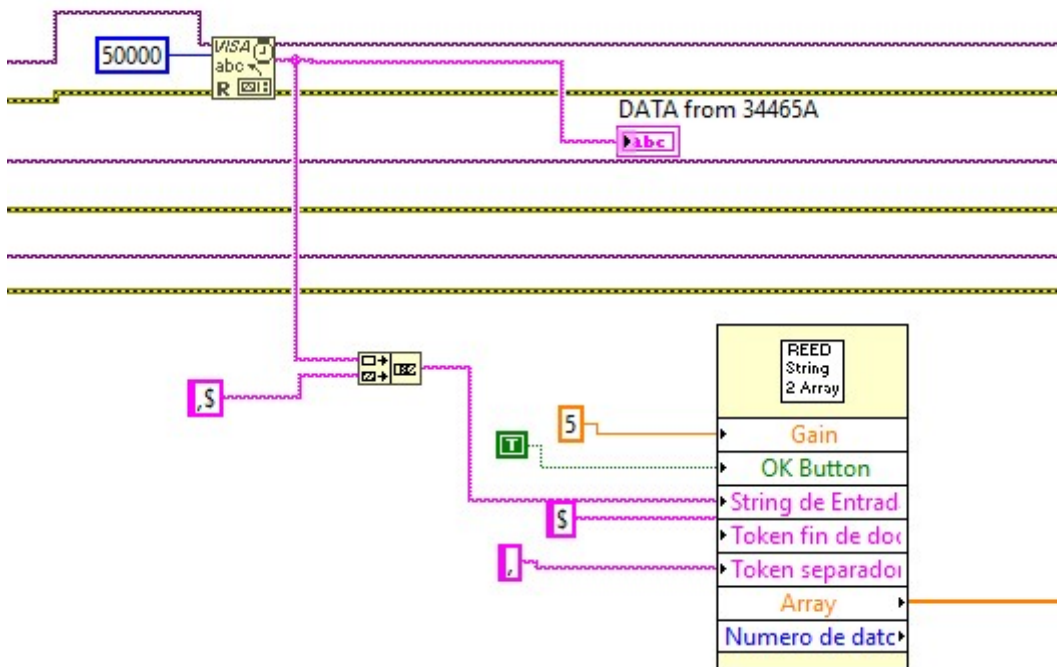 50000
VISA
abc
R
DATA from 34465A
abc
,$
REED
String
2 Array
5
Gain
T
OK Button
String de Entrad
$
Token fin de doc
,
Token separador
Array
Numero de datc